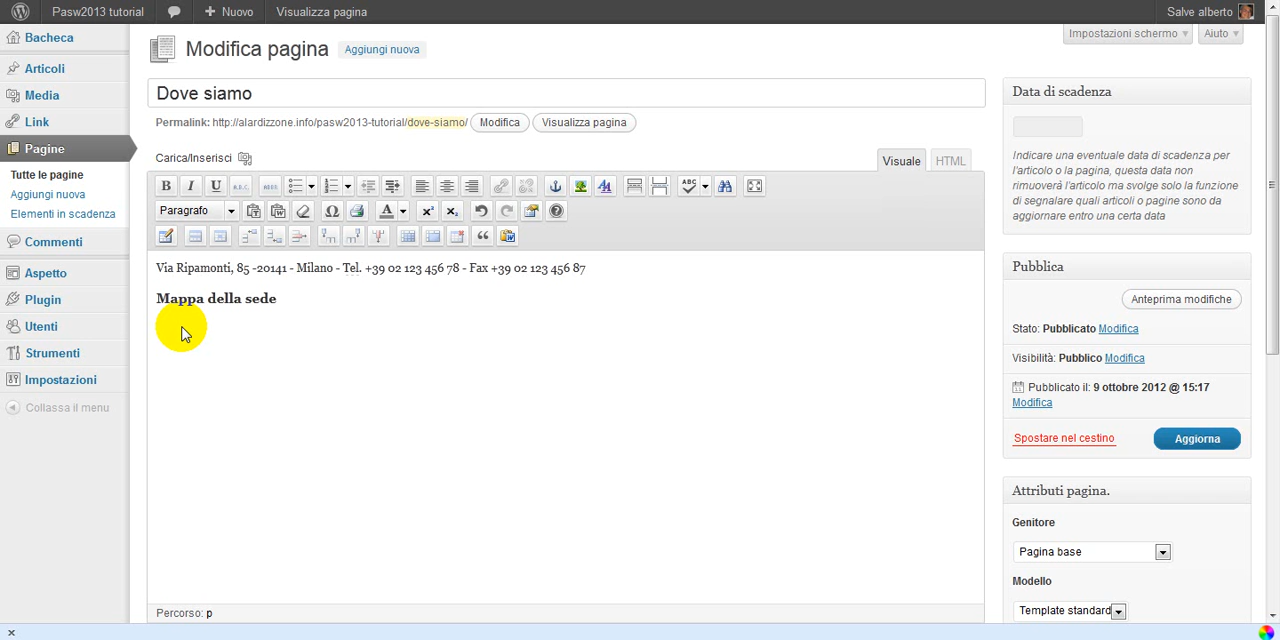 Pasw2013 tutorial
Nuovo
Visualizza pagina
Salve alberto
Bacheca
Articoli
Media
Link
Pagine
Tutte le pagine
Aggiungi nuova
Elementi in scadenza
Commenti
Aspetto
Plugin
Utenti
Strumenti
Impostazioni
Collassa il menu
Impostazioni schermo
Aiuto
Modifica pagina
Aggiungi nuova
Dove siamo
Permalink: http://alardizzone.info/pasw2013-tutorial/dove-siamo/ Modifica Visualizza pagina
Carica/Inserisci
Visuale
HTML
B I U ABC
ABC
Paragrafo
Via Ripamonti, 85 -20141 - Milano - Tel. +39 02 123 456 78 - Fax +39 02 123 456 87
Mappa della sede
Percorso: p
Data di scadenza
Indicare una eventuale data di scadenza per
l'articolo o la pagina, questa data non
rimuoverà l'articolo ma svolge solo la funzione
di segnalare quali articoli o pagine sono da
aggiornare entro una certa data
Pubblica
Anteprima modifiche
Stato: Pubblicato Modifica
Visibilità: Pubblico Modifica
Pubblicato il: 9 ottobre 2012 @ 15:17
Modifica
Spostare nel cestino
Aggiorna
Attributi pagina.
Genitore
Pagina base
Modello
Template standard